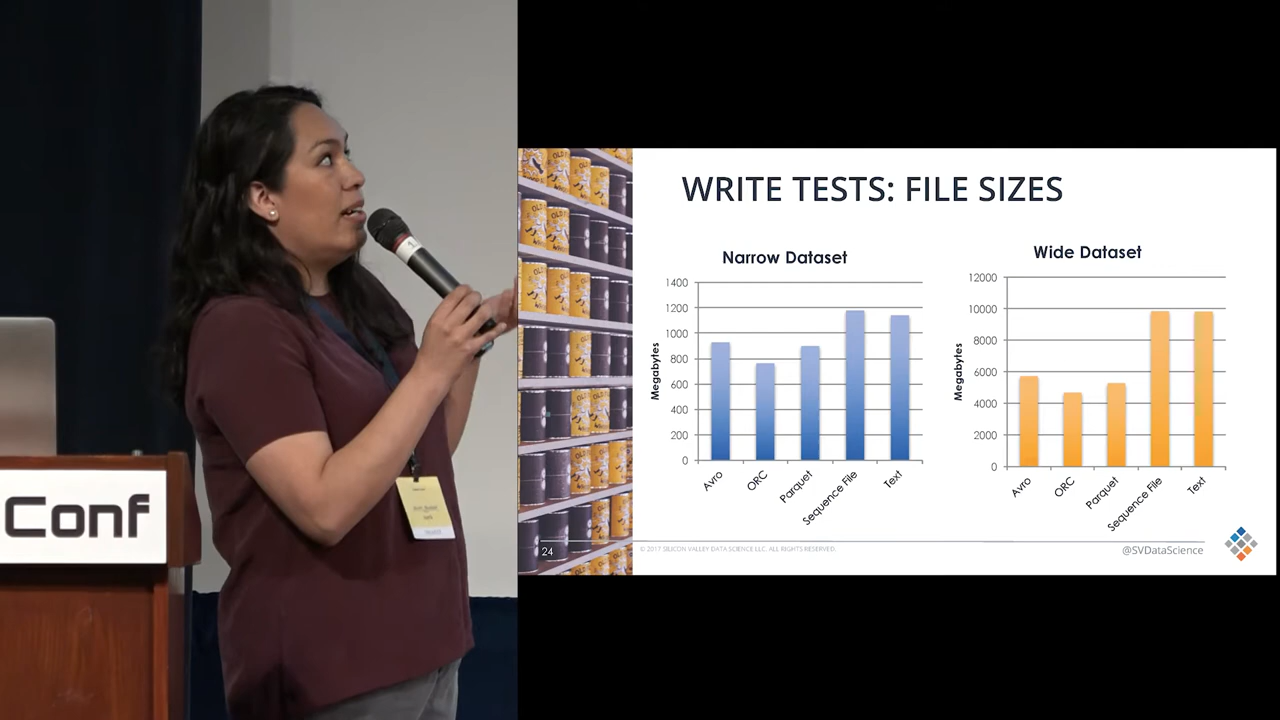 Conf
1
WRITE TESTS: FILE SIZES
Narrow Dataset
Megabytes
1400
1200
1000
800
600
400
200
0
Avro
ORC
Parquet
Sequence File
Text
Wide Dataset
Megabytes
12000
10000
8000
6000
4000
2000
0
Avro
ORC
Parquet
Sequence File
Text
24
© 2017 SILICON VALLEY DATA SCIENCE LLC. ALL RIGHTS RESERVED.
@SVDataScience